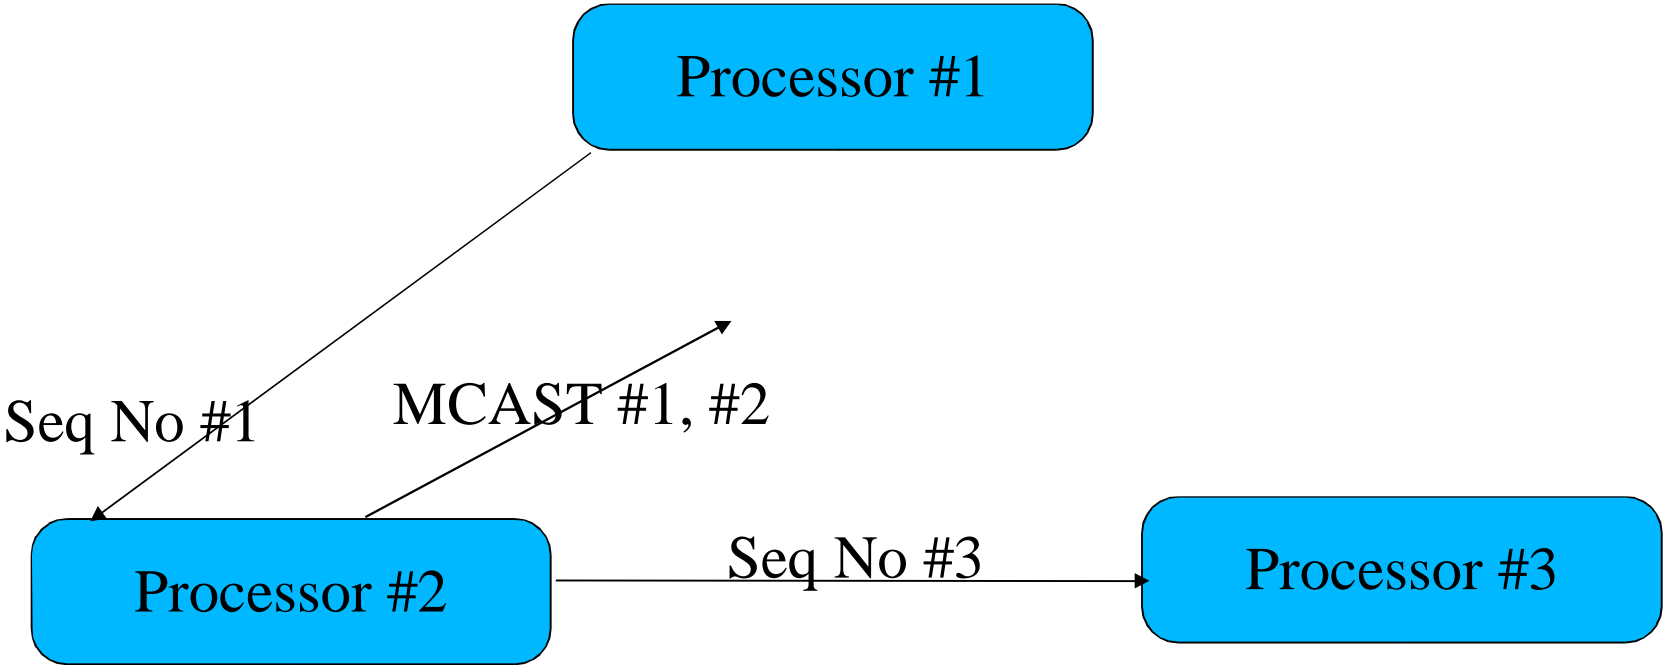 Processor #1
MCAST #1, #2
Seq No #1
Seq No #3
Processor #3
Processor #2